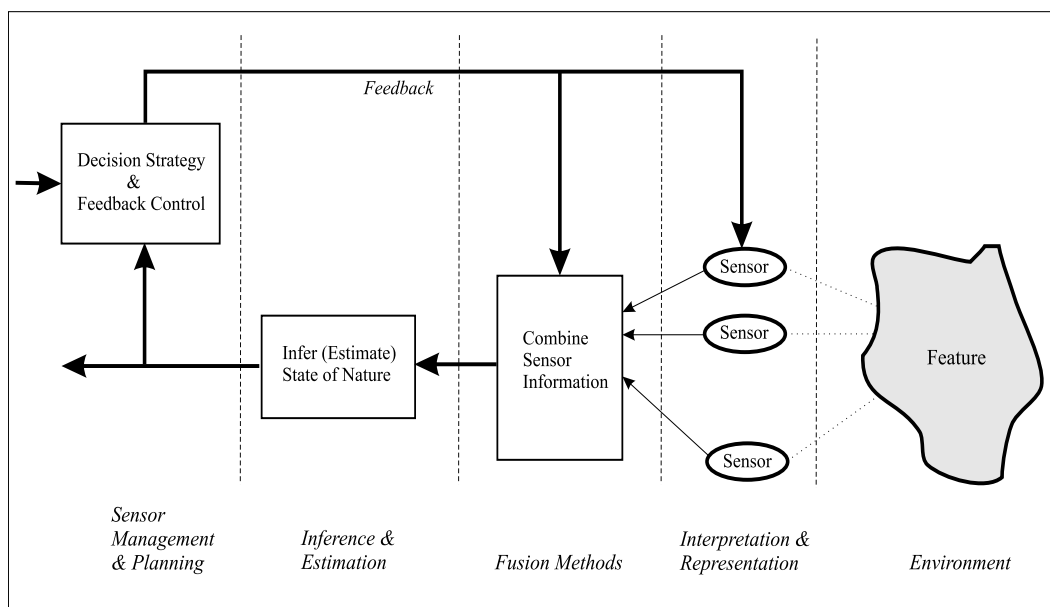 Feedback
Decision Strategy
&
Feedback Control
Sensor
Sensor
Sensor
Combine
Sensor
Information
Infer (Estimate)
State of Nature
Feature
Sensor
Management
& Planning
Inference &
Estimation
Fusion Methods
Interpretation &
Representation
Environment